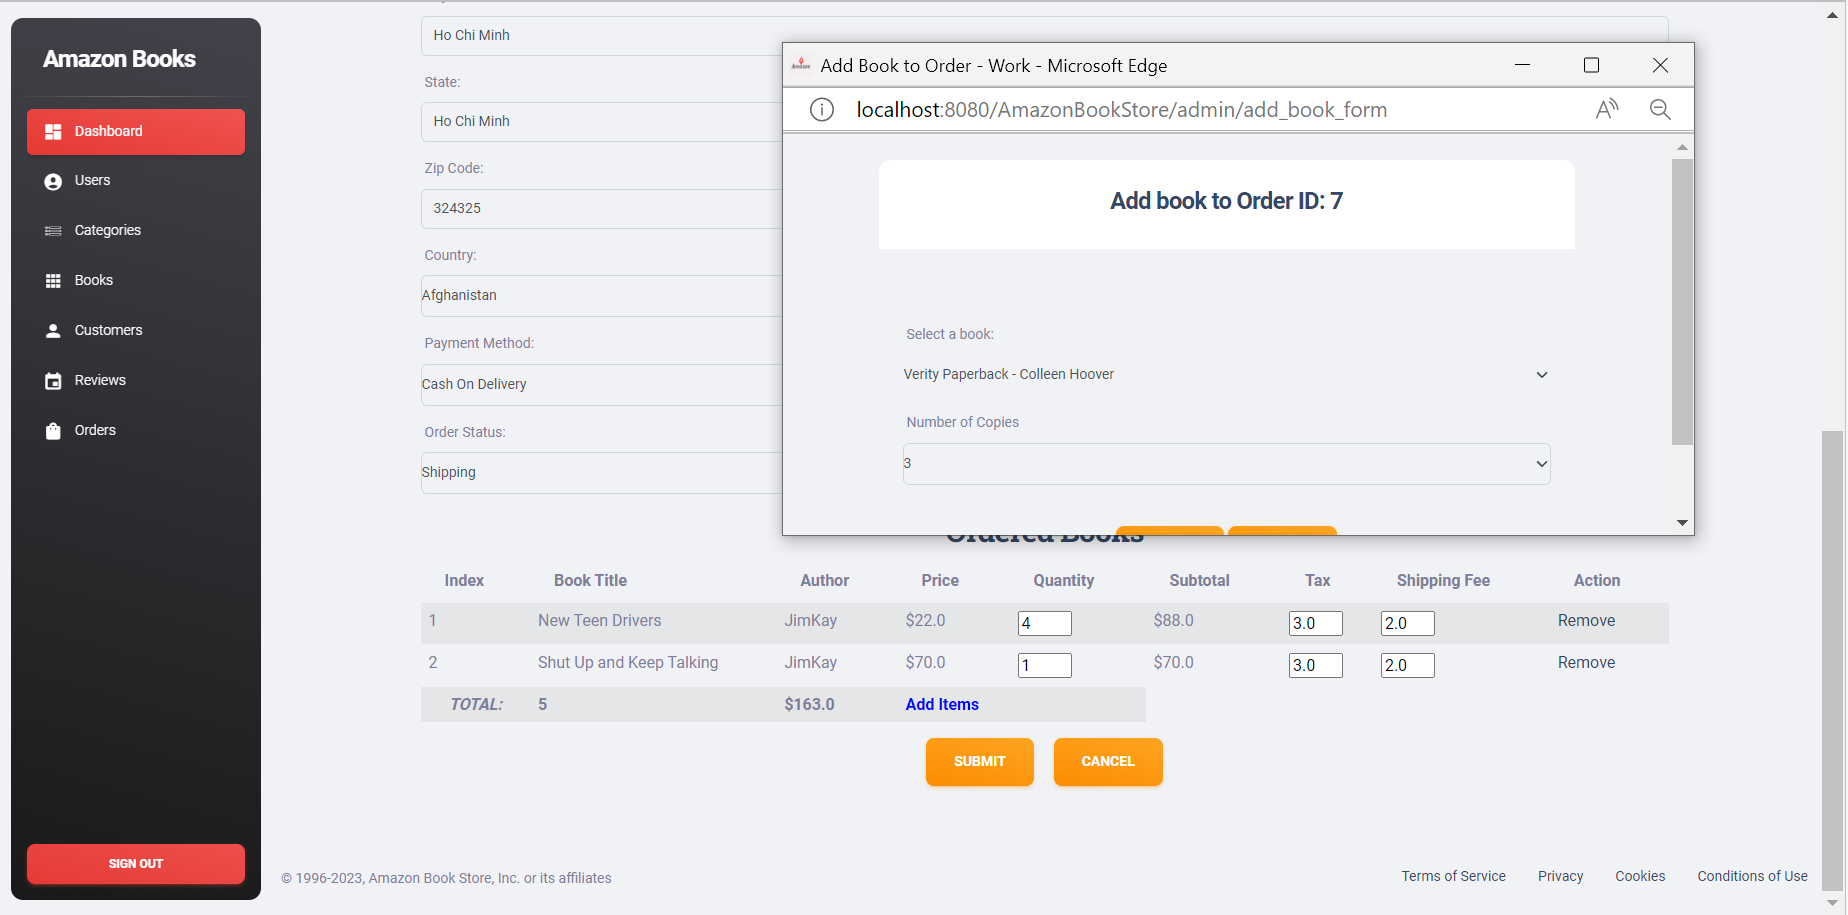 Amazon Books
Dashboard
Users
Categories
Books
Customers
Reviews
Orders
SIGN OUT
Ho Chi Minh
State:
Ho Chi Minh
Zip Code:
324325
Country:
Afghanistan
Payment Method:
Cash On Delivery
Order Status:
Shipping
Add Book to Order - Work - Microsoft Edge
localhost:8080/AmazonBookStore/admin/add_book_form
Add book to Order ID: 7
Select a book:
Verity Paperback - Colleen Hoover
Number of Copies
3
Ordered Books
Index Book Title Author Price Quantity Subtotal Tax Shipping Fee Action
1 New Teen Drivers JimKay $22.0 4 $88.0 3.0 2.0 Remove
2 Shut Up and Keep Talking JimKay $70.0 1 $70.0 3.0 2.0 Remove
TOTAL: 5 $163.0 Add Items
SUBMIT CANCEL
© 1996-2023, Amazon Book Store, Inc. or its affiliates
Terms of Service Privacy Cookies Conditions of Use